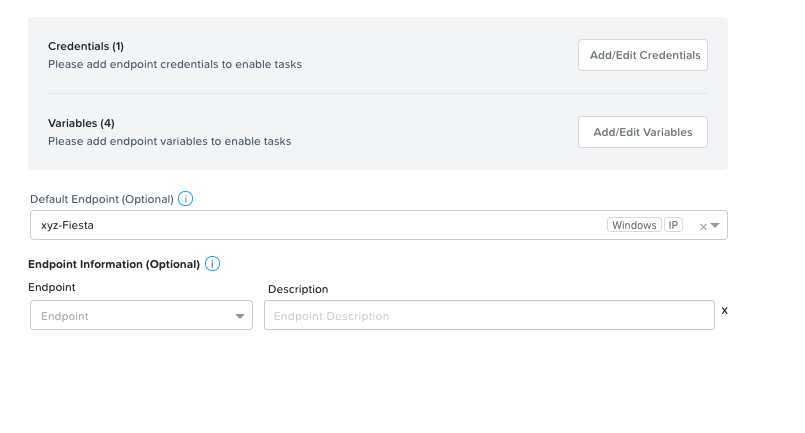 Credentials (1)
Please add endpoint credentials to enable tasks
Add/Edit Credentials
Variables (4)
Please add endpoint variables to enable tasks
Add/Edit Variables
Default Endpoint (Optional) i
xyz-Fiesta Windows IP ×
Endpoint Information (Optional) i
Endpoint
Description
Endpoint
Endpoint Description
x